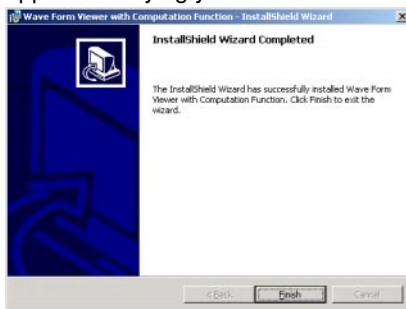 Wave Form Viewer with Computation Function - InstallShield Wizard
InstallShield Wizard Completed
The InstallShield Wizard has successfully installed Wave Form
Viewer with Computation Function. Click Finish to exit the
wizard.
< Back Finish Cancel